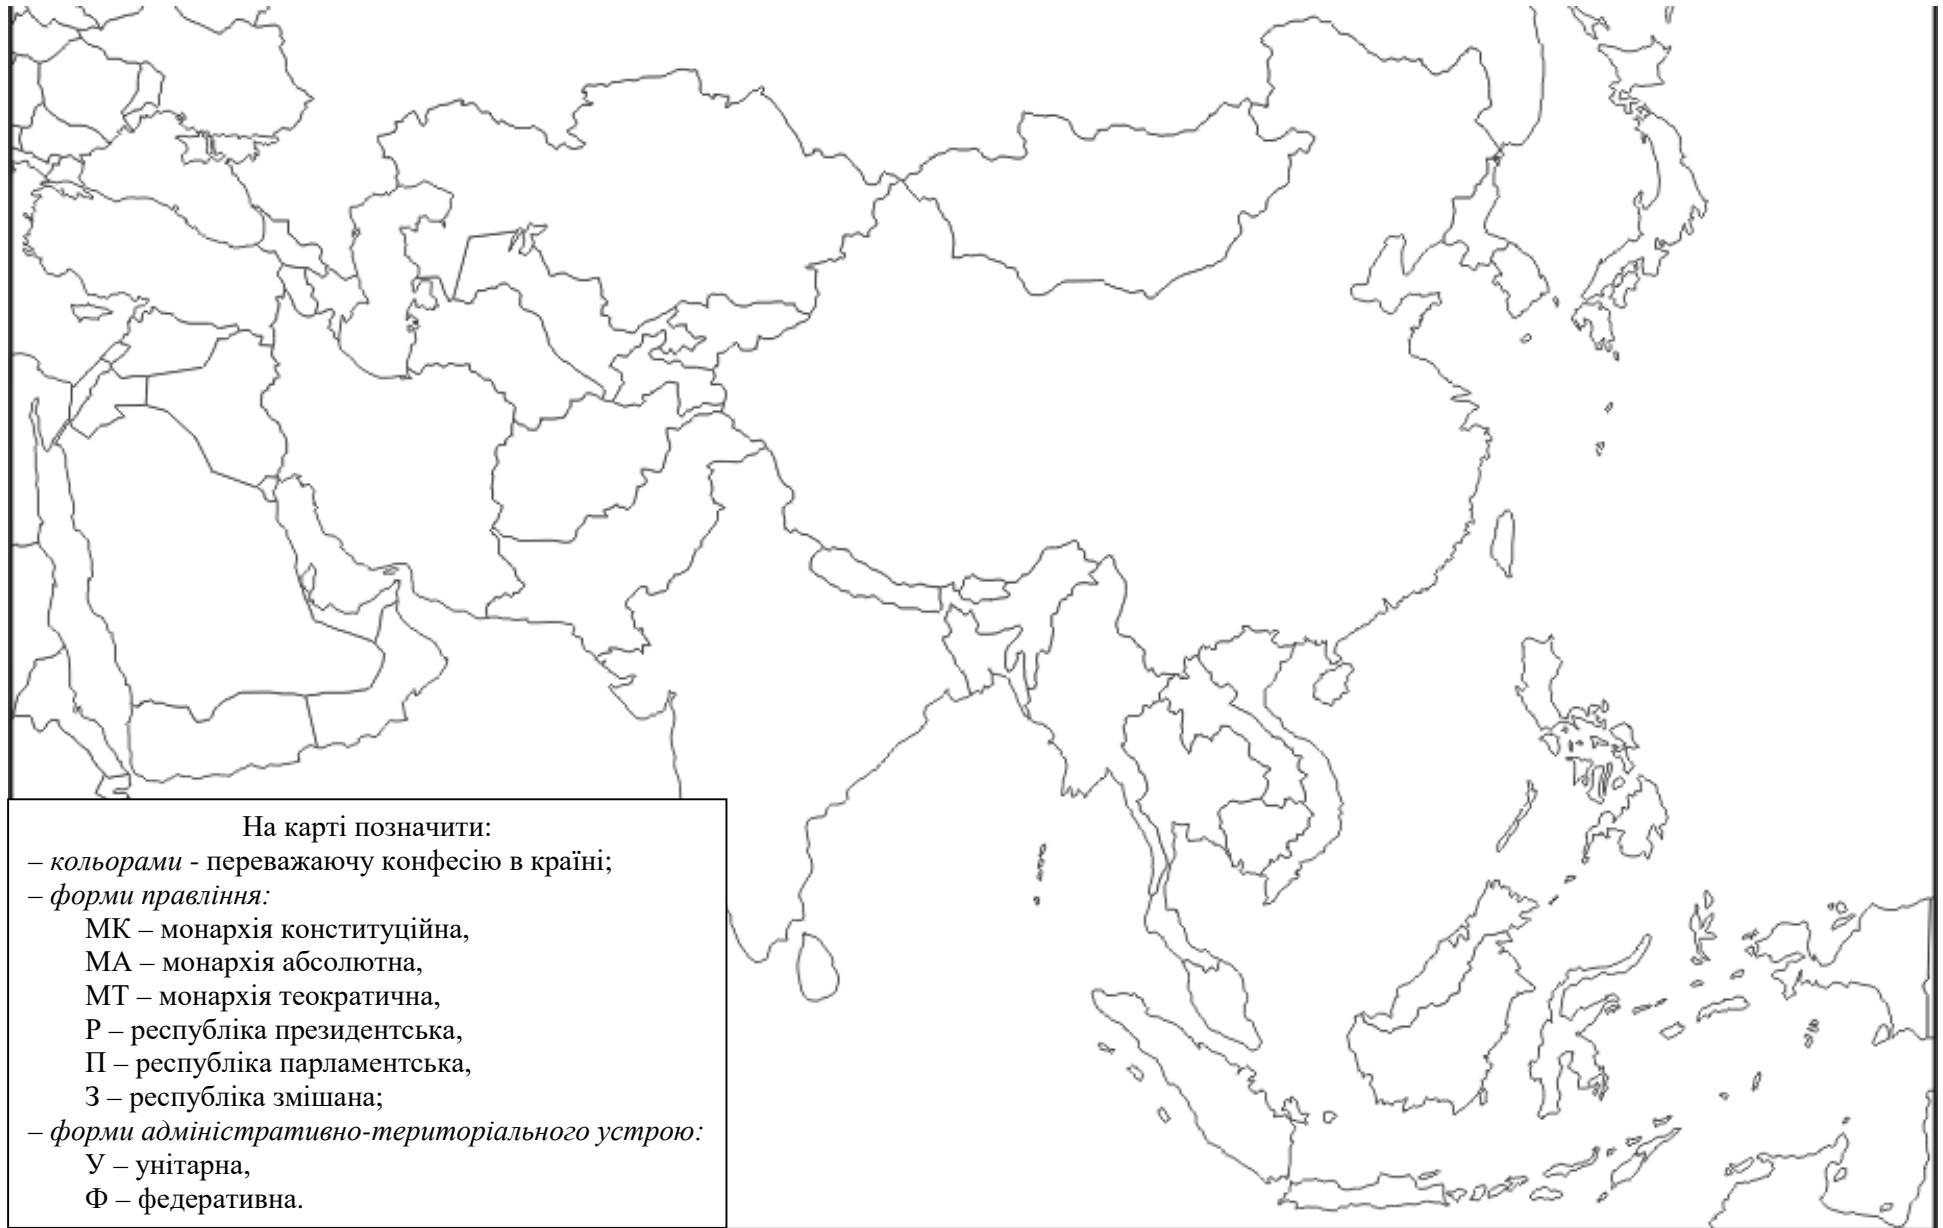 На карті позначити:
– кольорами - переважаючу конфесію в країні;
– форми правління:
МК – монархія конституційна,
МА – монархія абсолютна,
МТ – монархія теократична,
Р – республіка президентська,
П – республіка парламентська,
З – республіка змішана;
– форми адміністративно-територіального устрою:
У – унітарна,
Ф – федеративна.